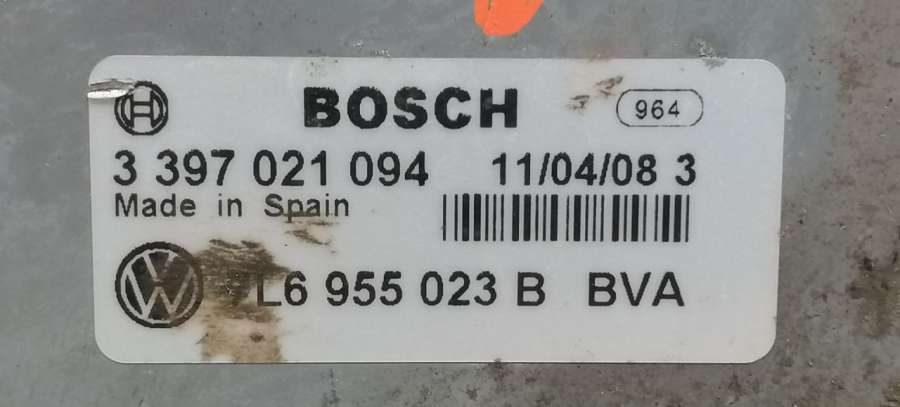 BOSCH 964
3 397 021 094 11/04/08 3
Made in Spain
L6 955 023 B BVA